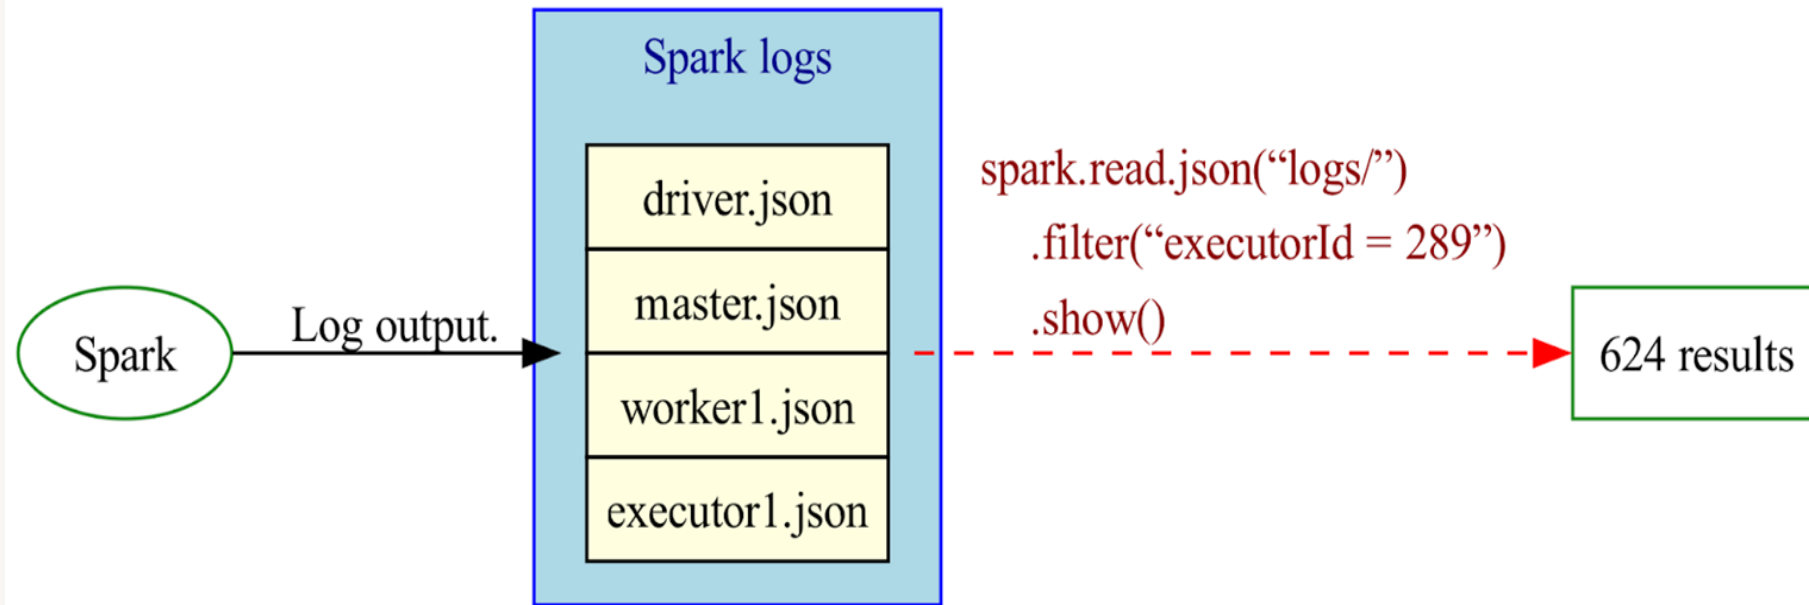 Spark
Log output.
Spark logs
driver.json
master.json
worker1.json
executor1.json
spark.read.json(“logs/”)
.filter(“executorId = 289”)
.show()
624 results